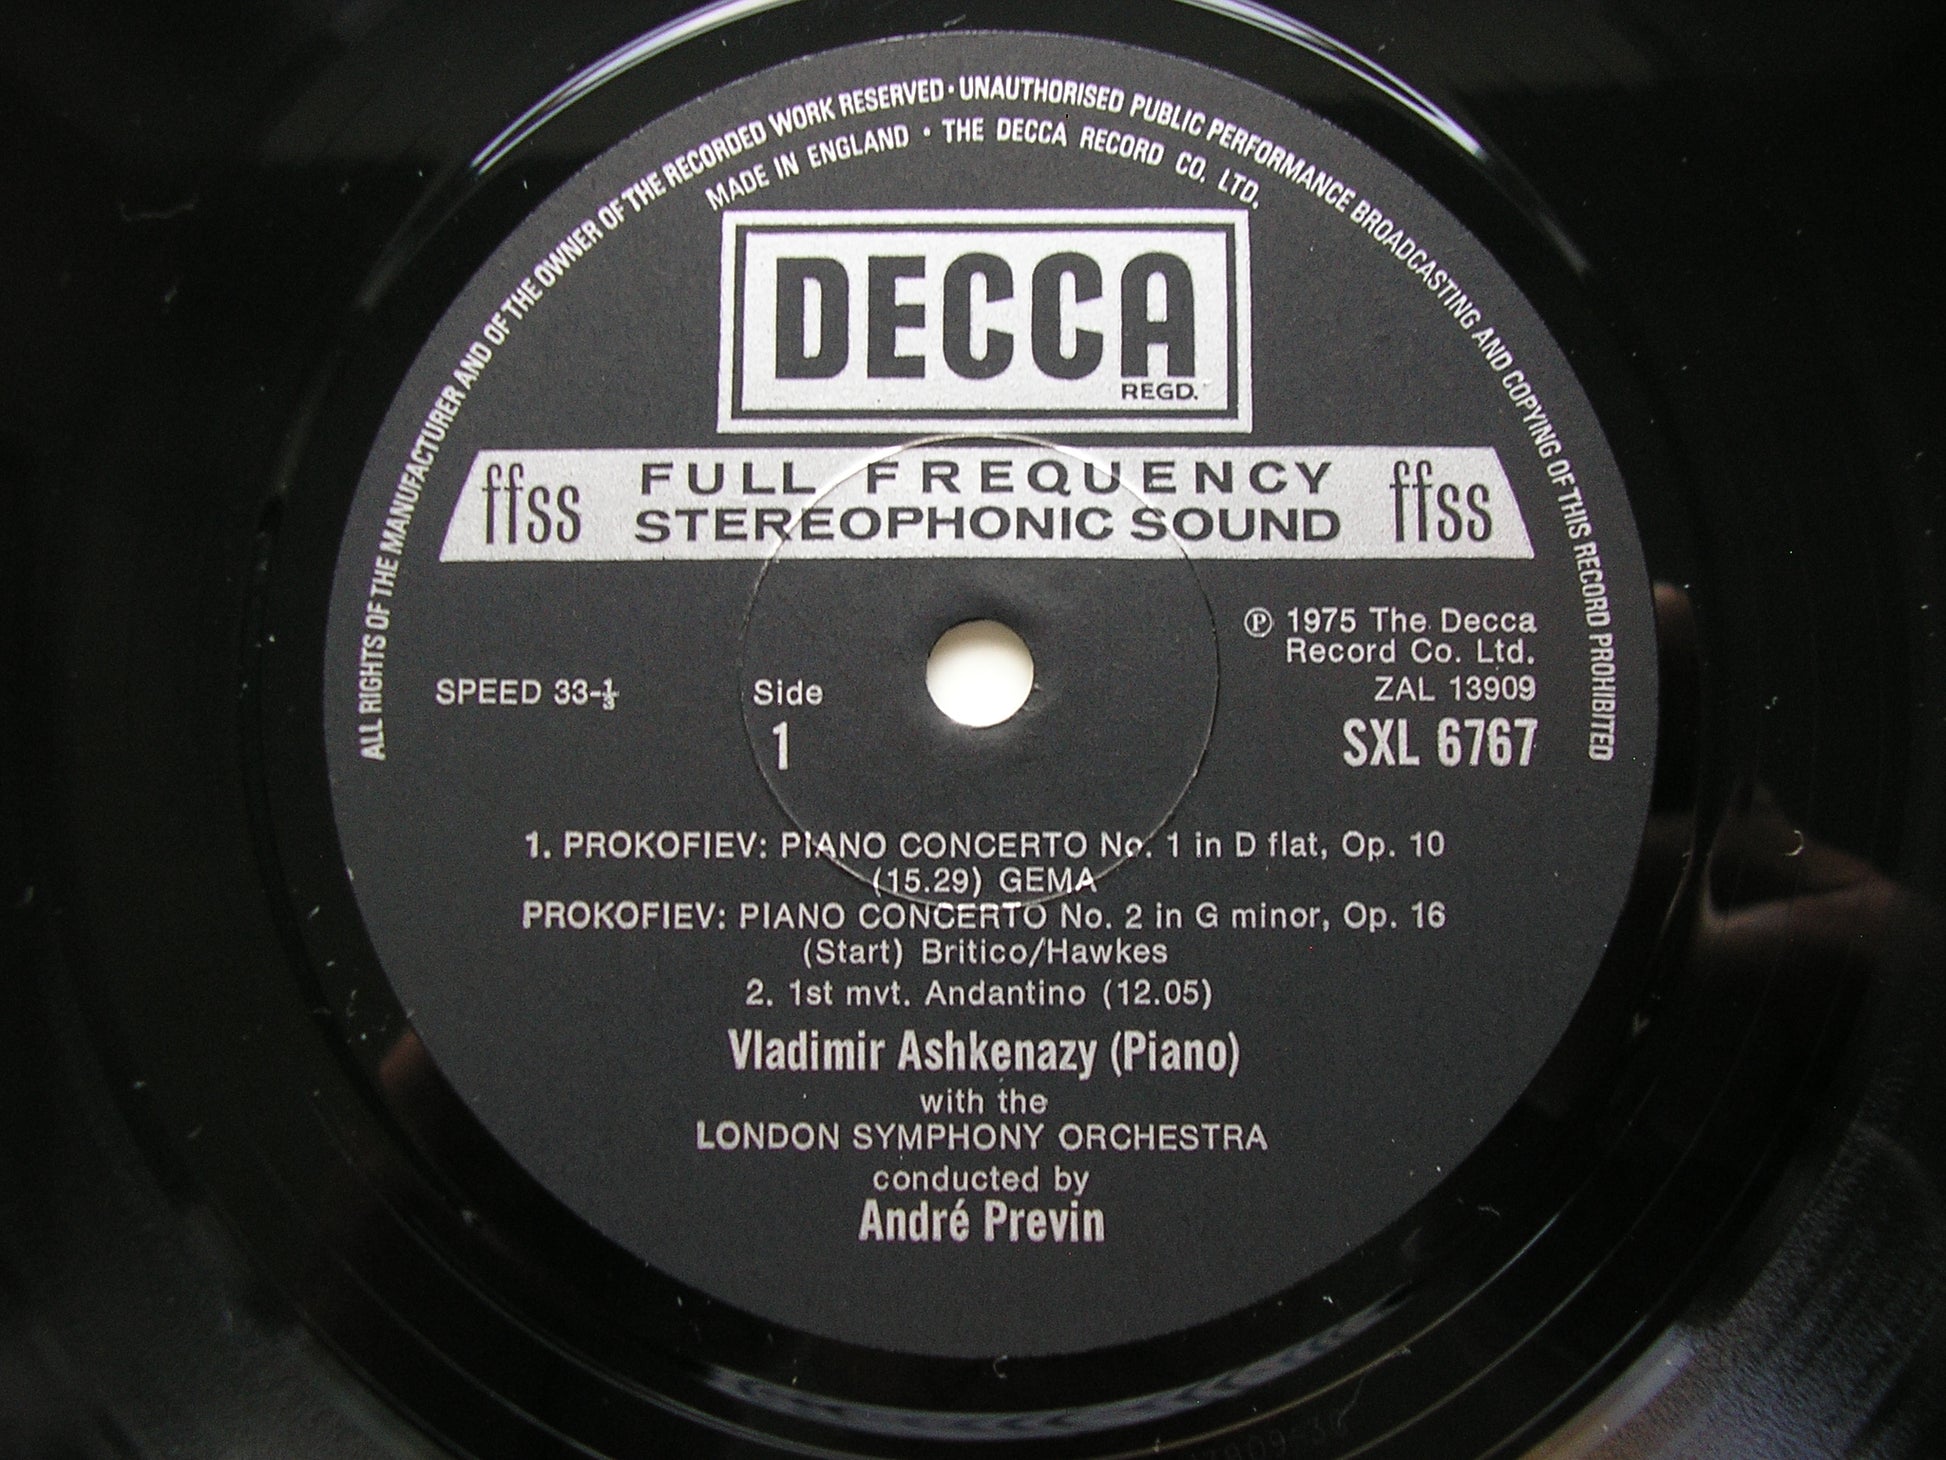 ALL RIGHTS OF THE MANUFACTURER AND OF THE OWNER OF THE RECORDED WORK RESERVED · UNAUTHORISED PUBLIC PERFORMANCE BROADCASTING AND COPYING OF THIS RECORD PROHIBITED
MADE IN ENGLAND · THE DECCA RECORD CO. LTD.
DECCA
REGD.
ffss FULL FREQUENCY ffss
STEREOPHONIC SOUND
℗ 1975 The Decca
Record Co. Ltd.
SPEED 33-⅓ Side ZAL 13909
1 SXL 6767
1. PROKOFIEV: PIANO CONCERTO No. 1 in D flat, Op. 10
(15.29) GEMA
PROKOFIEV: PIANO CONCERTO No. 2 in G minor, Op. 16
(Start) Britico/Hawkes
2. 1st mvt. Andantino (12.05)
Vladimir Ashkenazy (Piano)
with the
LONDON SYMPHONY ORCHESTRA
conducted by
André Previn